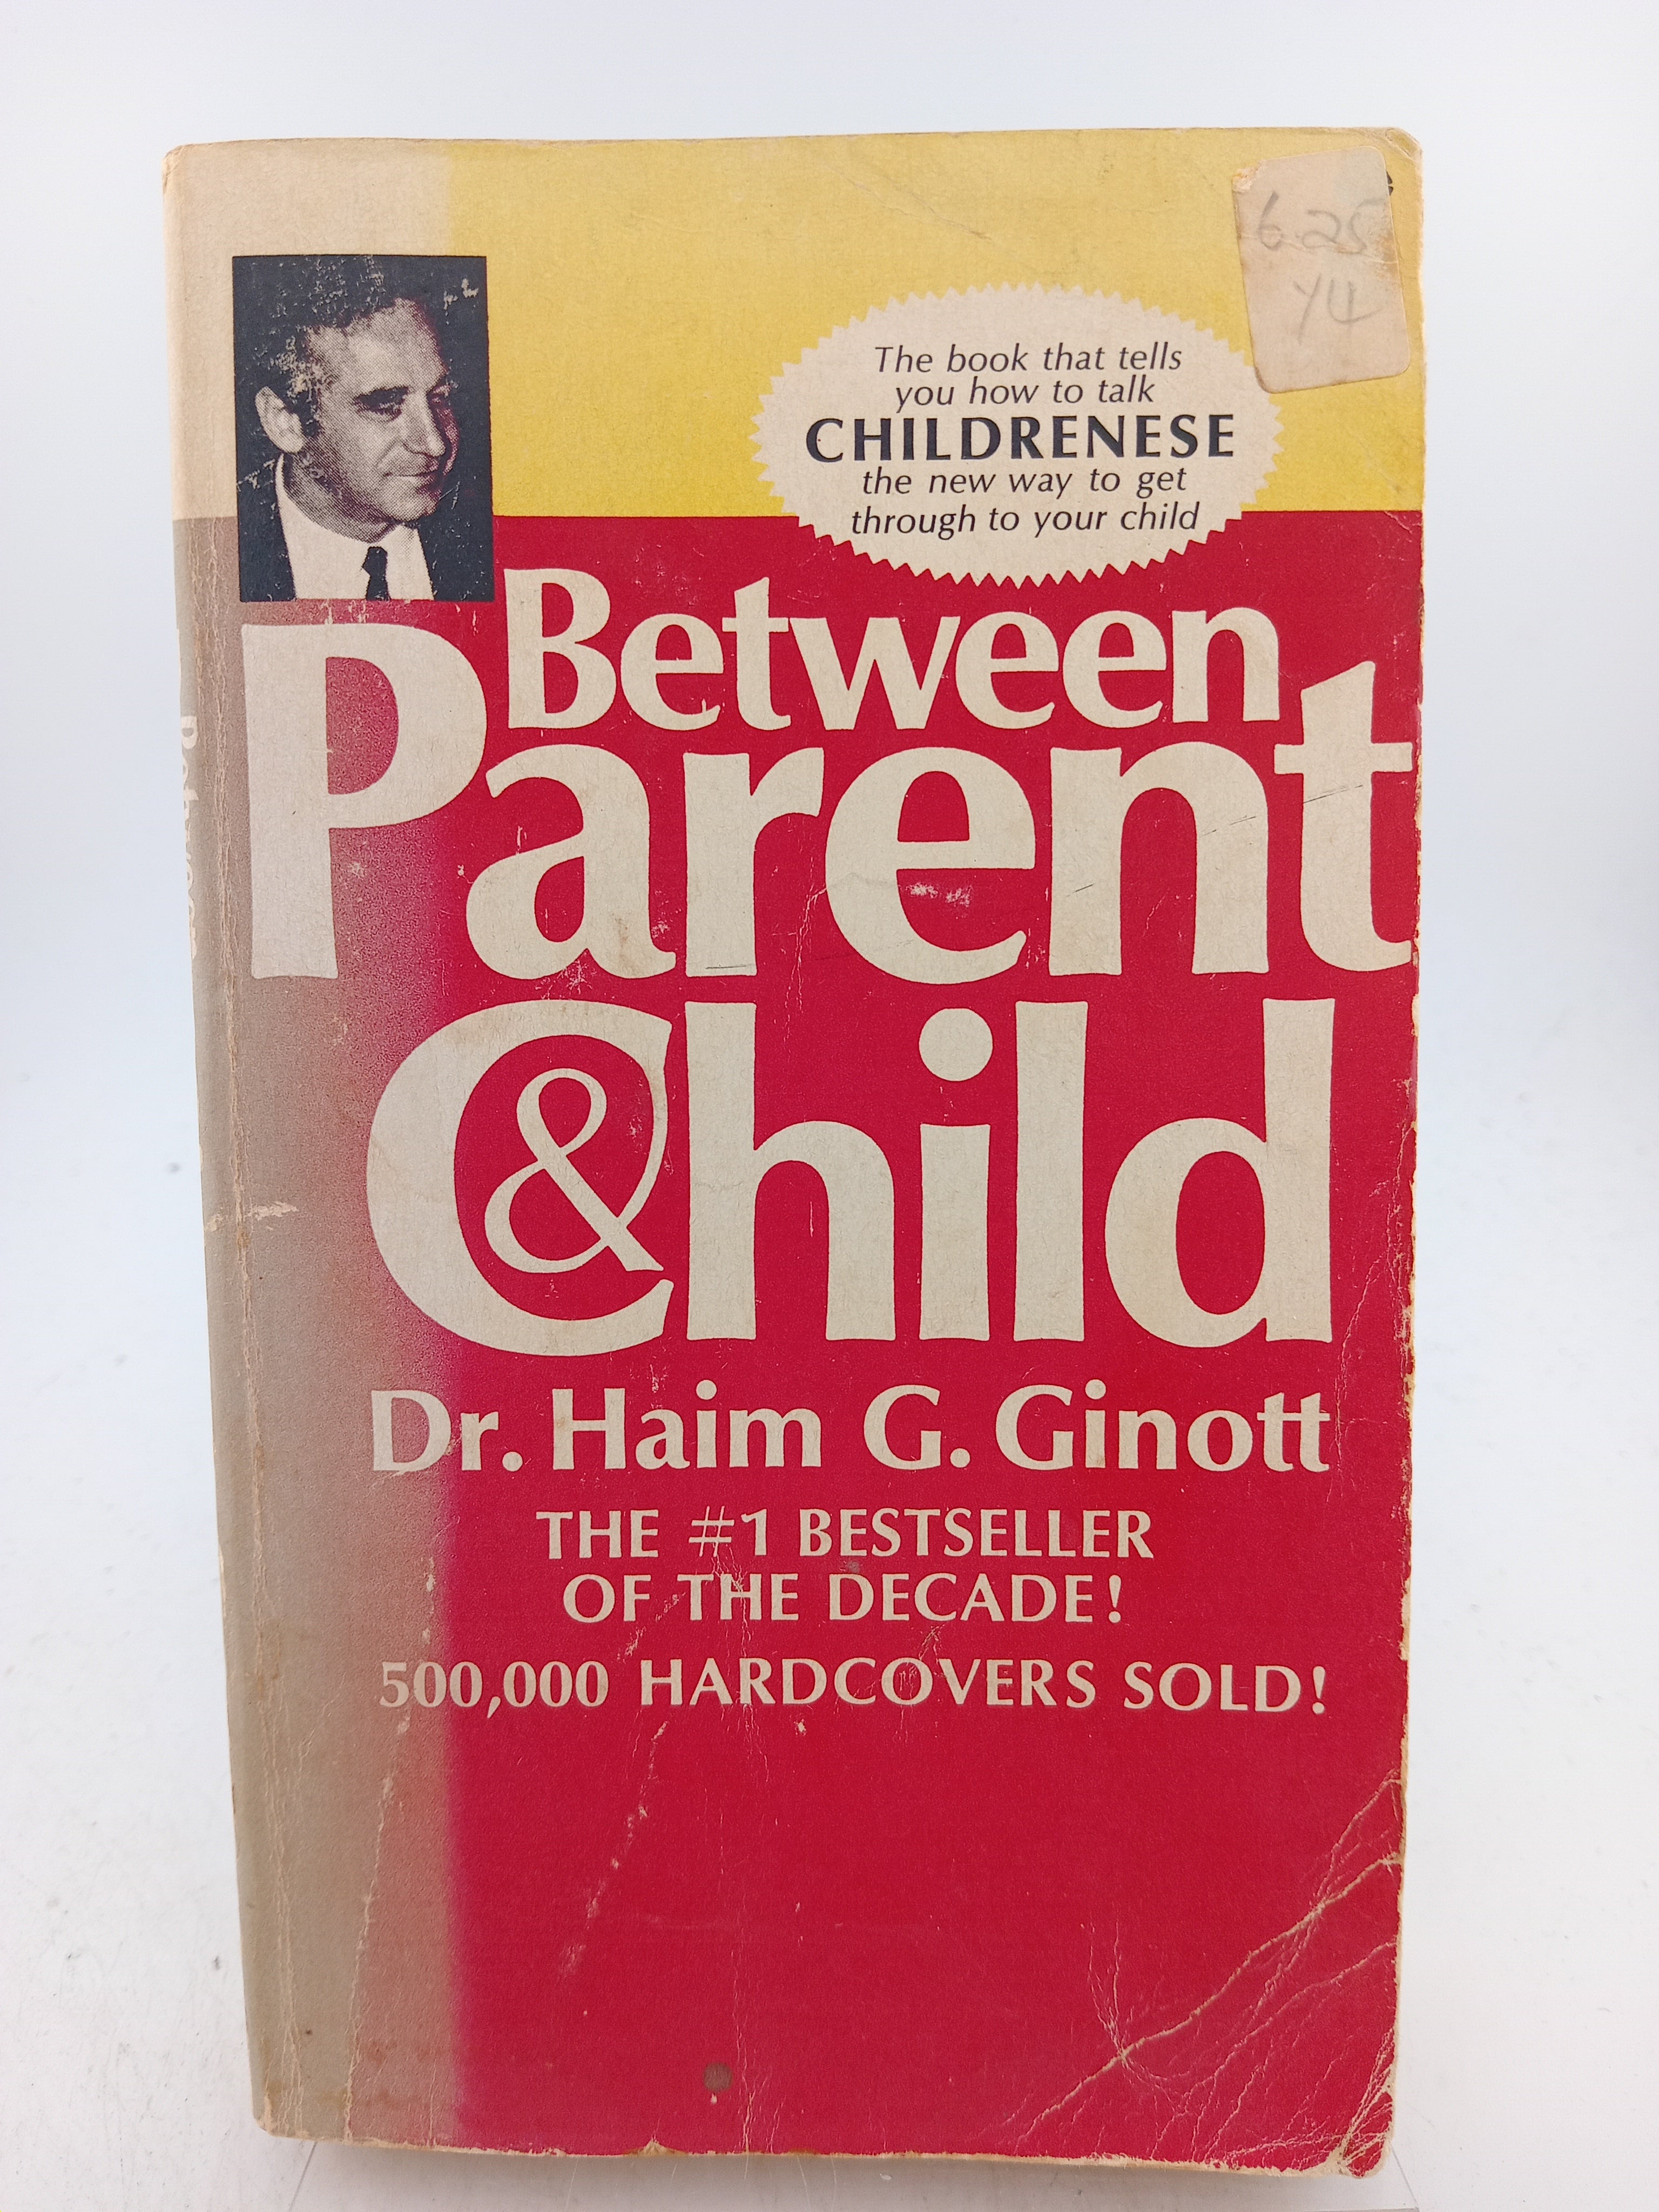 6.25
The book that tells
you how to talk
CHILDRENESE
the new way to get
through to your child
Between
Parent
& Child
Dr. Haim G. Ginott
THE #1 BESTSELLER
OF THE DECADE!
500,000 HARDCOVERS SOLD!
Between